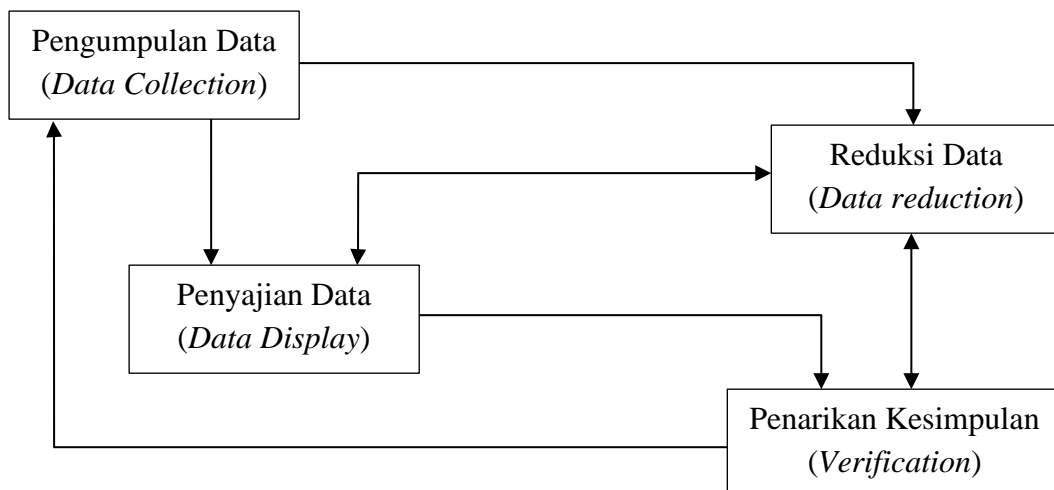 Pengumpulan Data
(Data Collection)
Reduksi Data
(Data reduction)
Penyajian Data
(Data Display)
Penarikan Kesimpulan
(Verification)